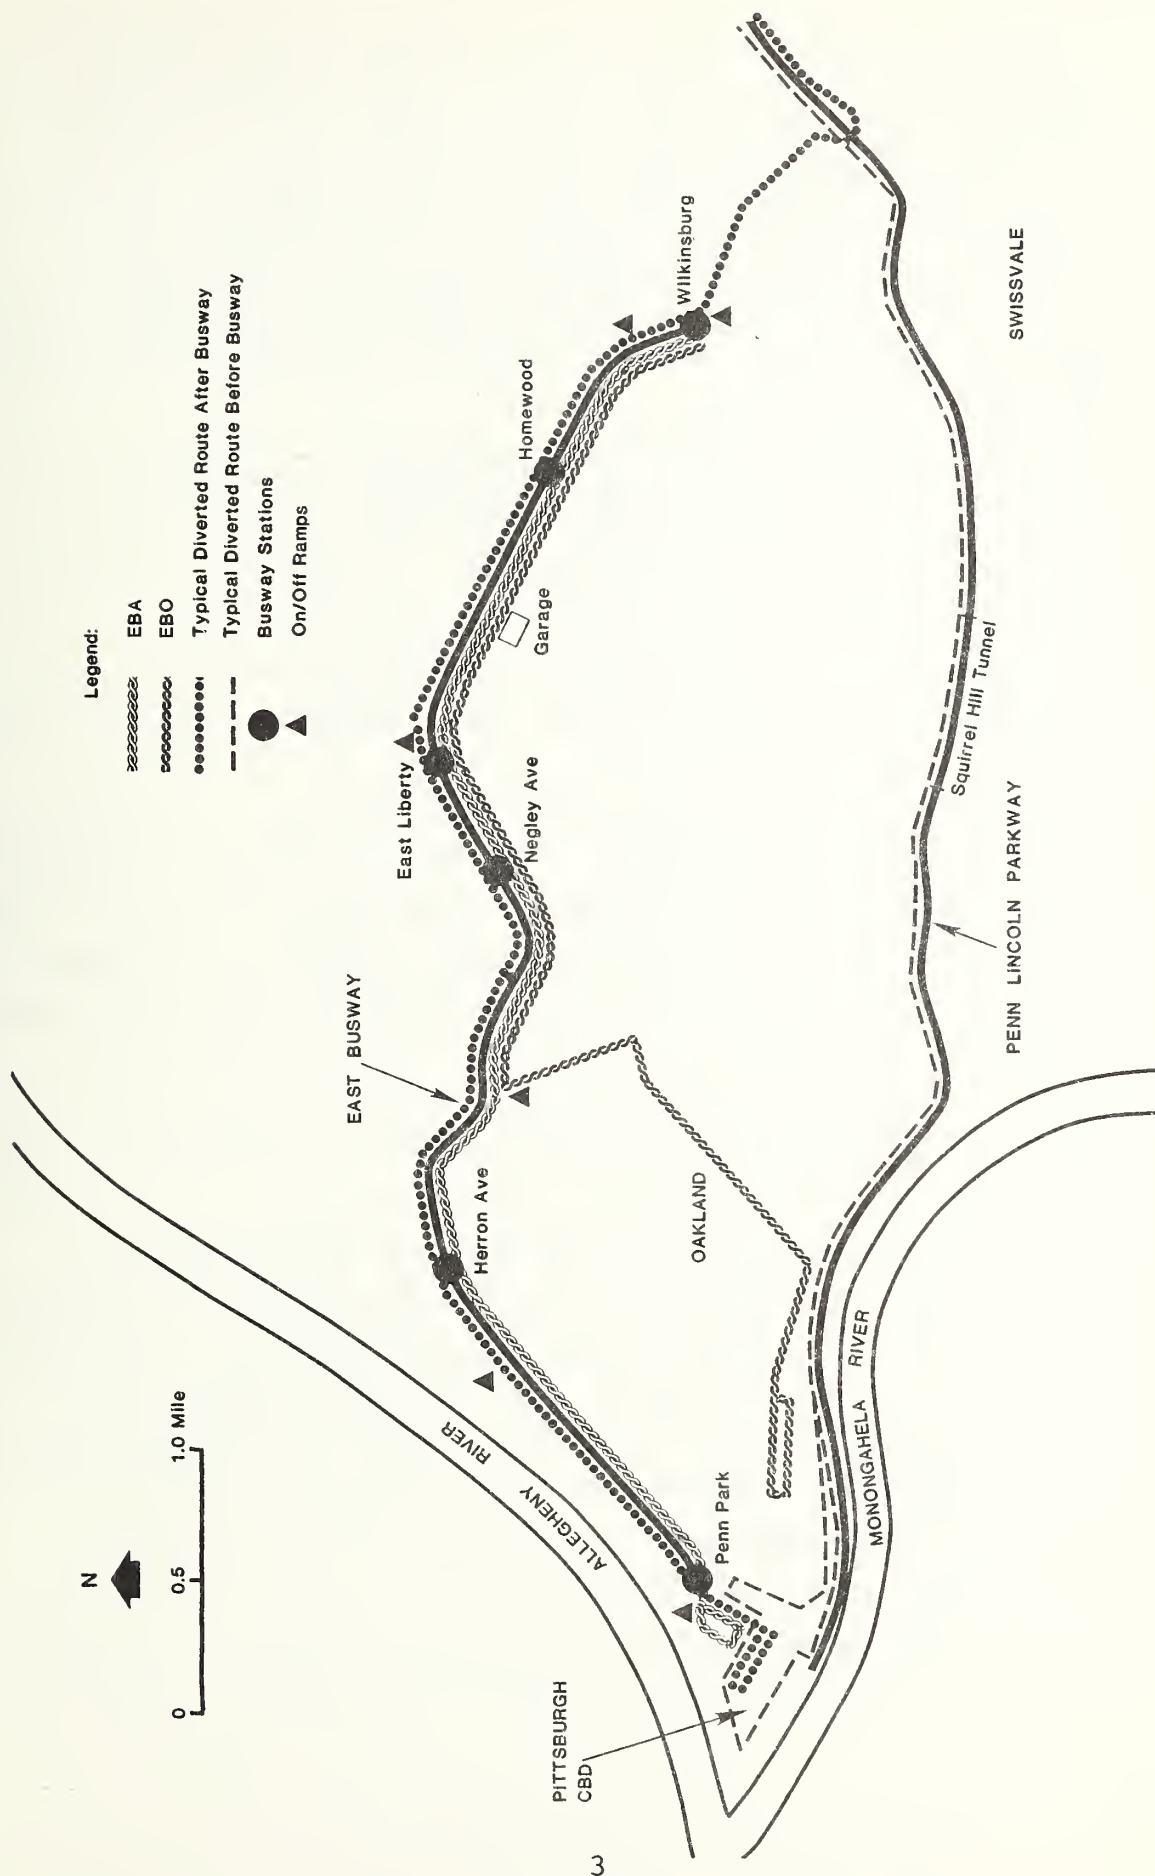 N
0
0.5
1.0 Mile
Legend:
EBA
EBO
Typical Diverted Route After Busway
Typical Diverted Route Before Busway
Busway Stations
On/Off Ramps
ALLEGHENY
RIVER
EAST BUSWAY
East Liberty
Homewood
Wilkinsburg
Garage
Negley Ave
Herron Ave
OAKLAND
Penn Park
PITTSBURGH
CBD
MONONGAHELA RIVER
PENN LINCOLN PARKWAY
Squirrel Hill Tunnel
SWISSVALE
3